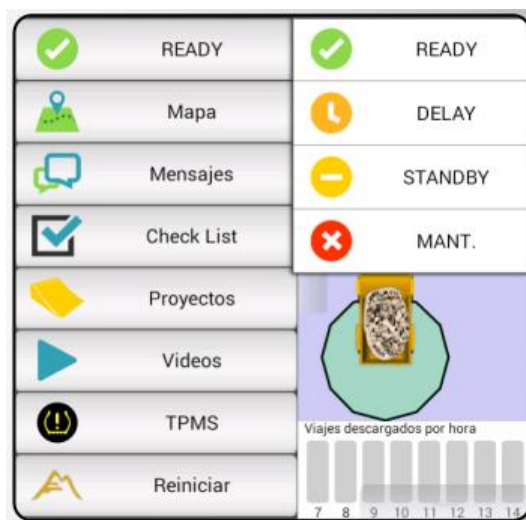 READY
Mapa
Mensajes
Check List
Proyectos
Videos
TPMS
Reiniciar
READY
DELAY
STANDBY
MANT.
Viajes descargados por hora
7 8 9 10 11 12 13 14